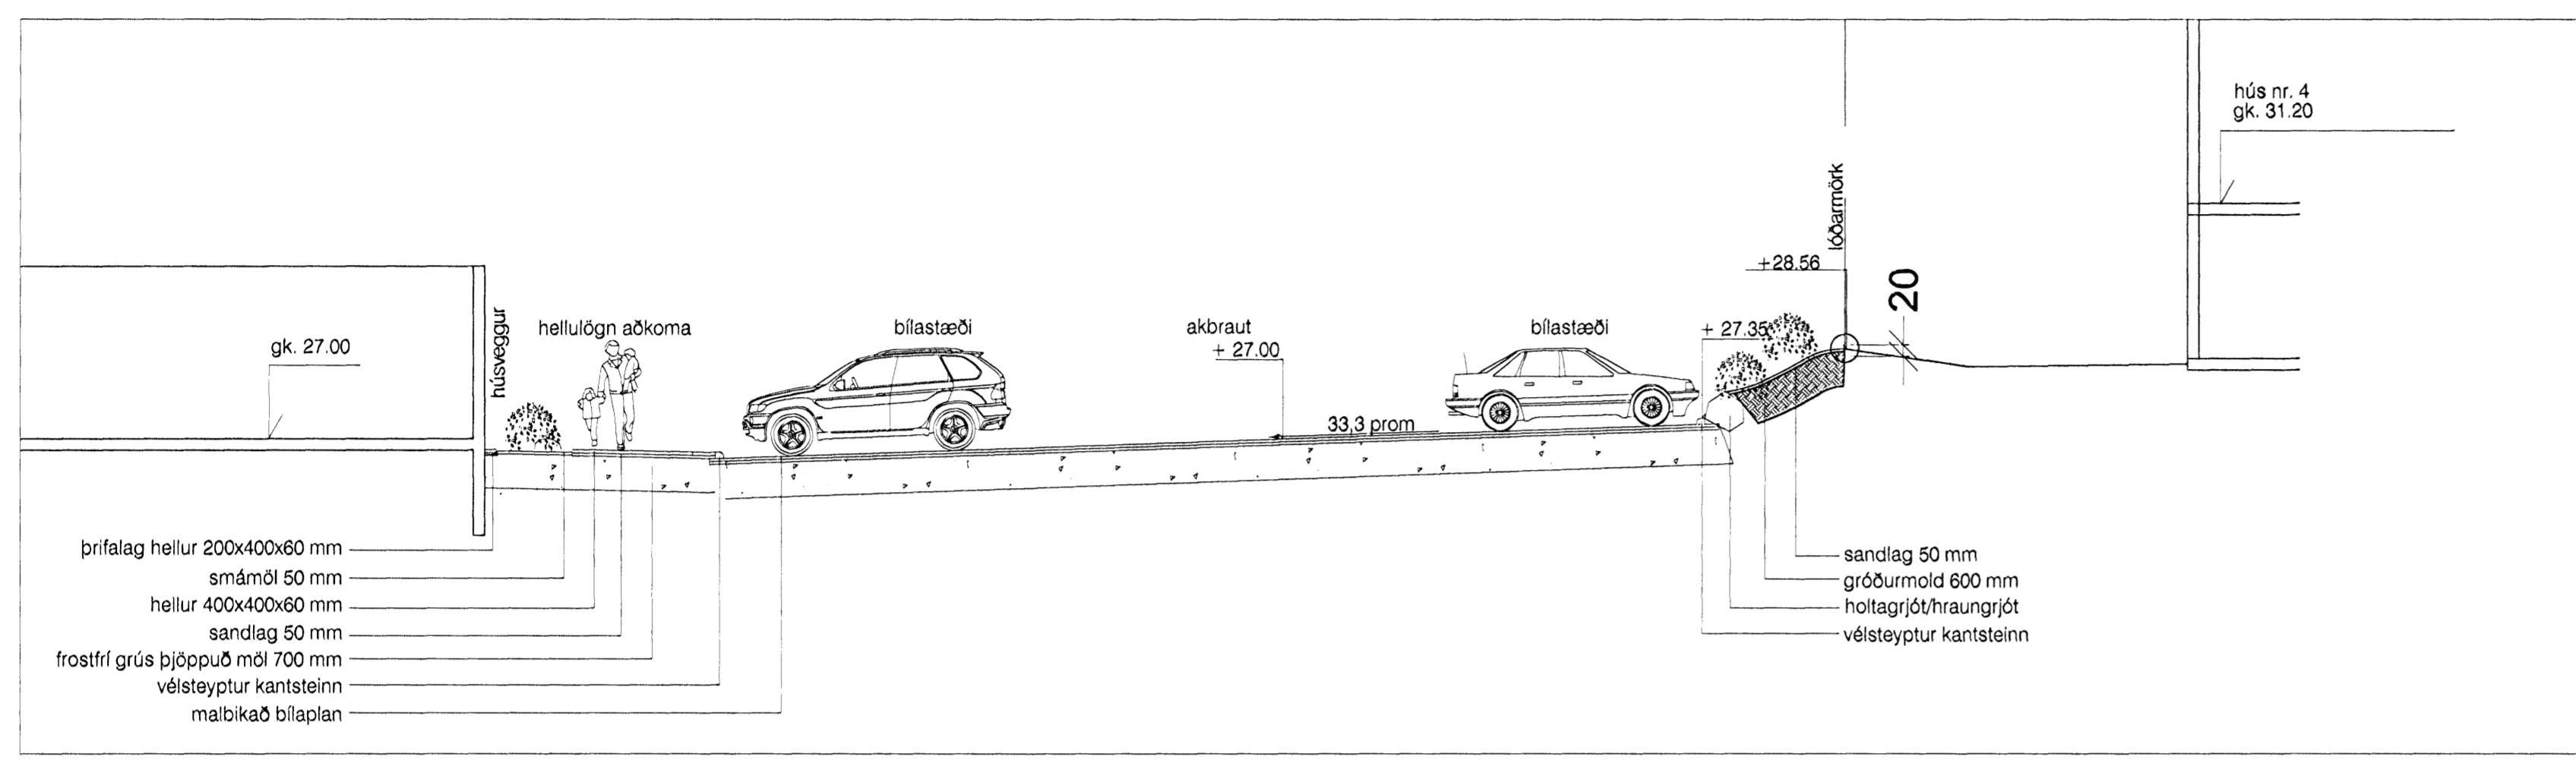 hús nr. 4
gk. 31.20
lóðarmörk
+28.56
20
húsveggur
hellulögn aðkoma
bílastæði
akbraut
+ 27.00
bílastæði
+ 27.35
gk. 27.00
33,3 prom
þrifalag hellur 200x400x60 mm
smámöl 50 mm
hellur 400x400x60 mm
sandlag 50 mm
frostfrí grús þjöppuð möl 700 mm
vélsteyptur kantsteinn
malbikað bílaplan
sandlag 50 mm
gróðurmold 600 mm
holtagrjót/hraungrjót
vélsteyptur kantsteinn